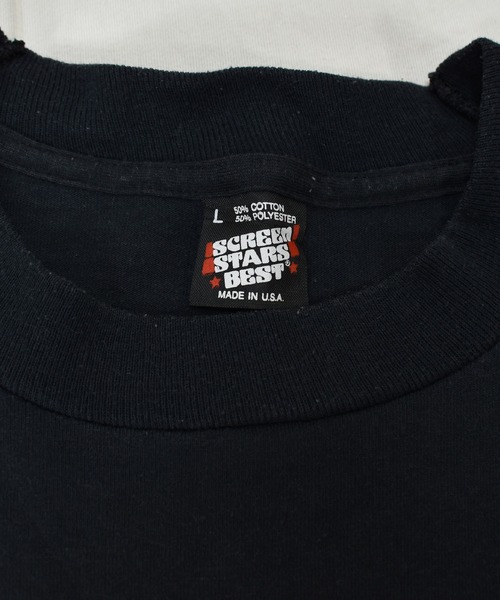 L 50% COTTON
50% POLYESTER
SCREEN
STARS
BEST®
MADE IN U.S.A.